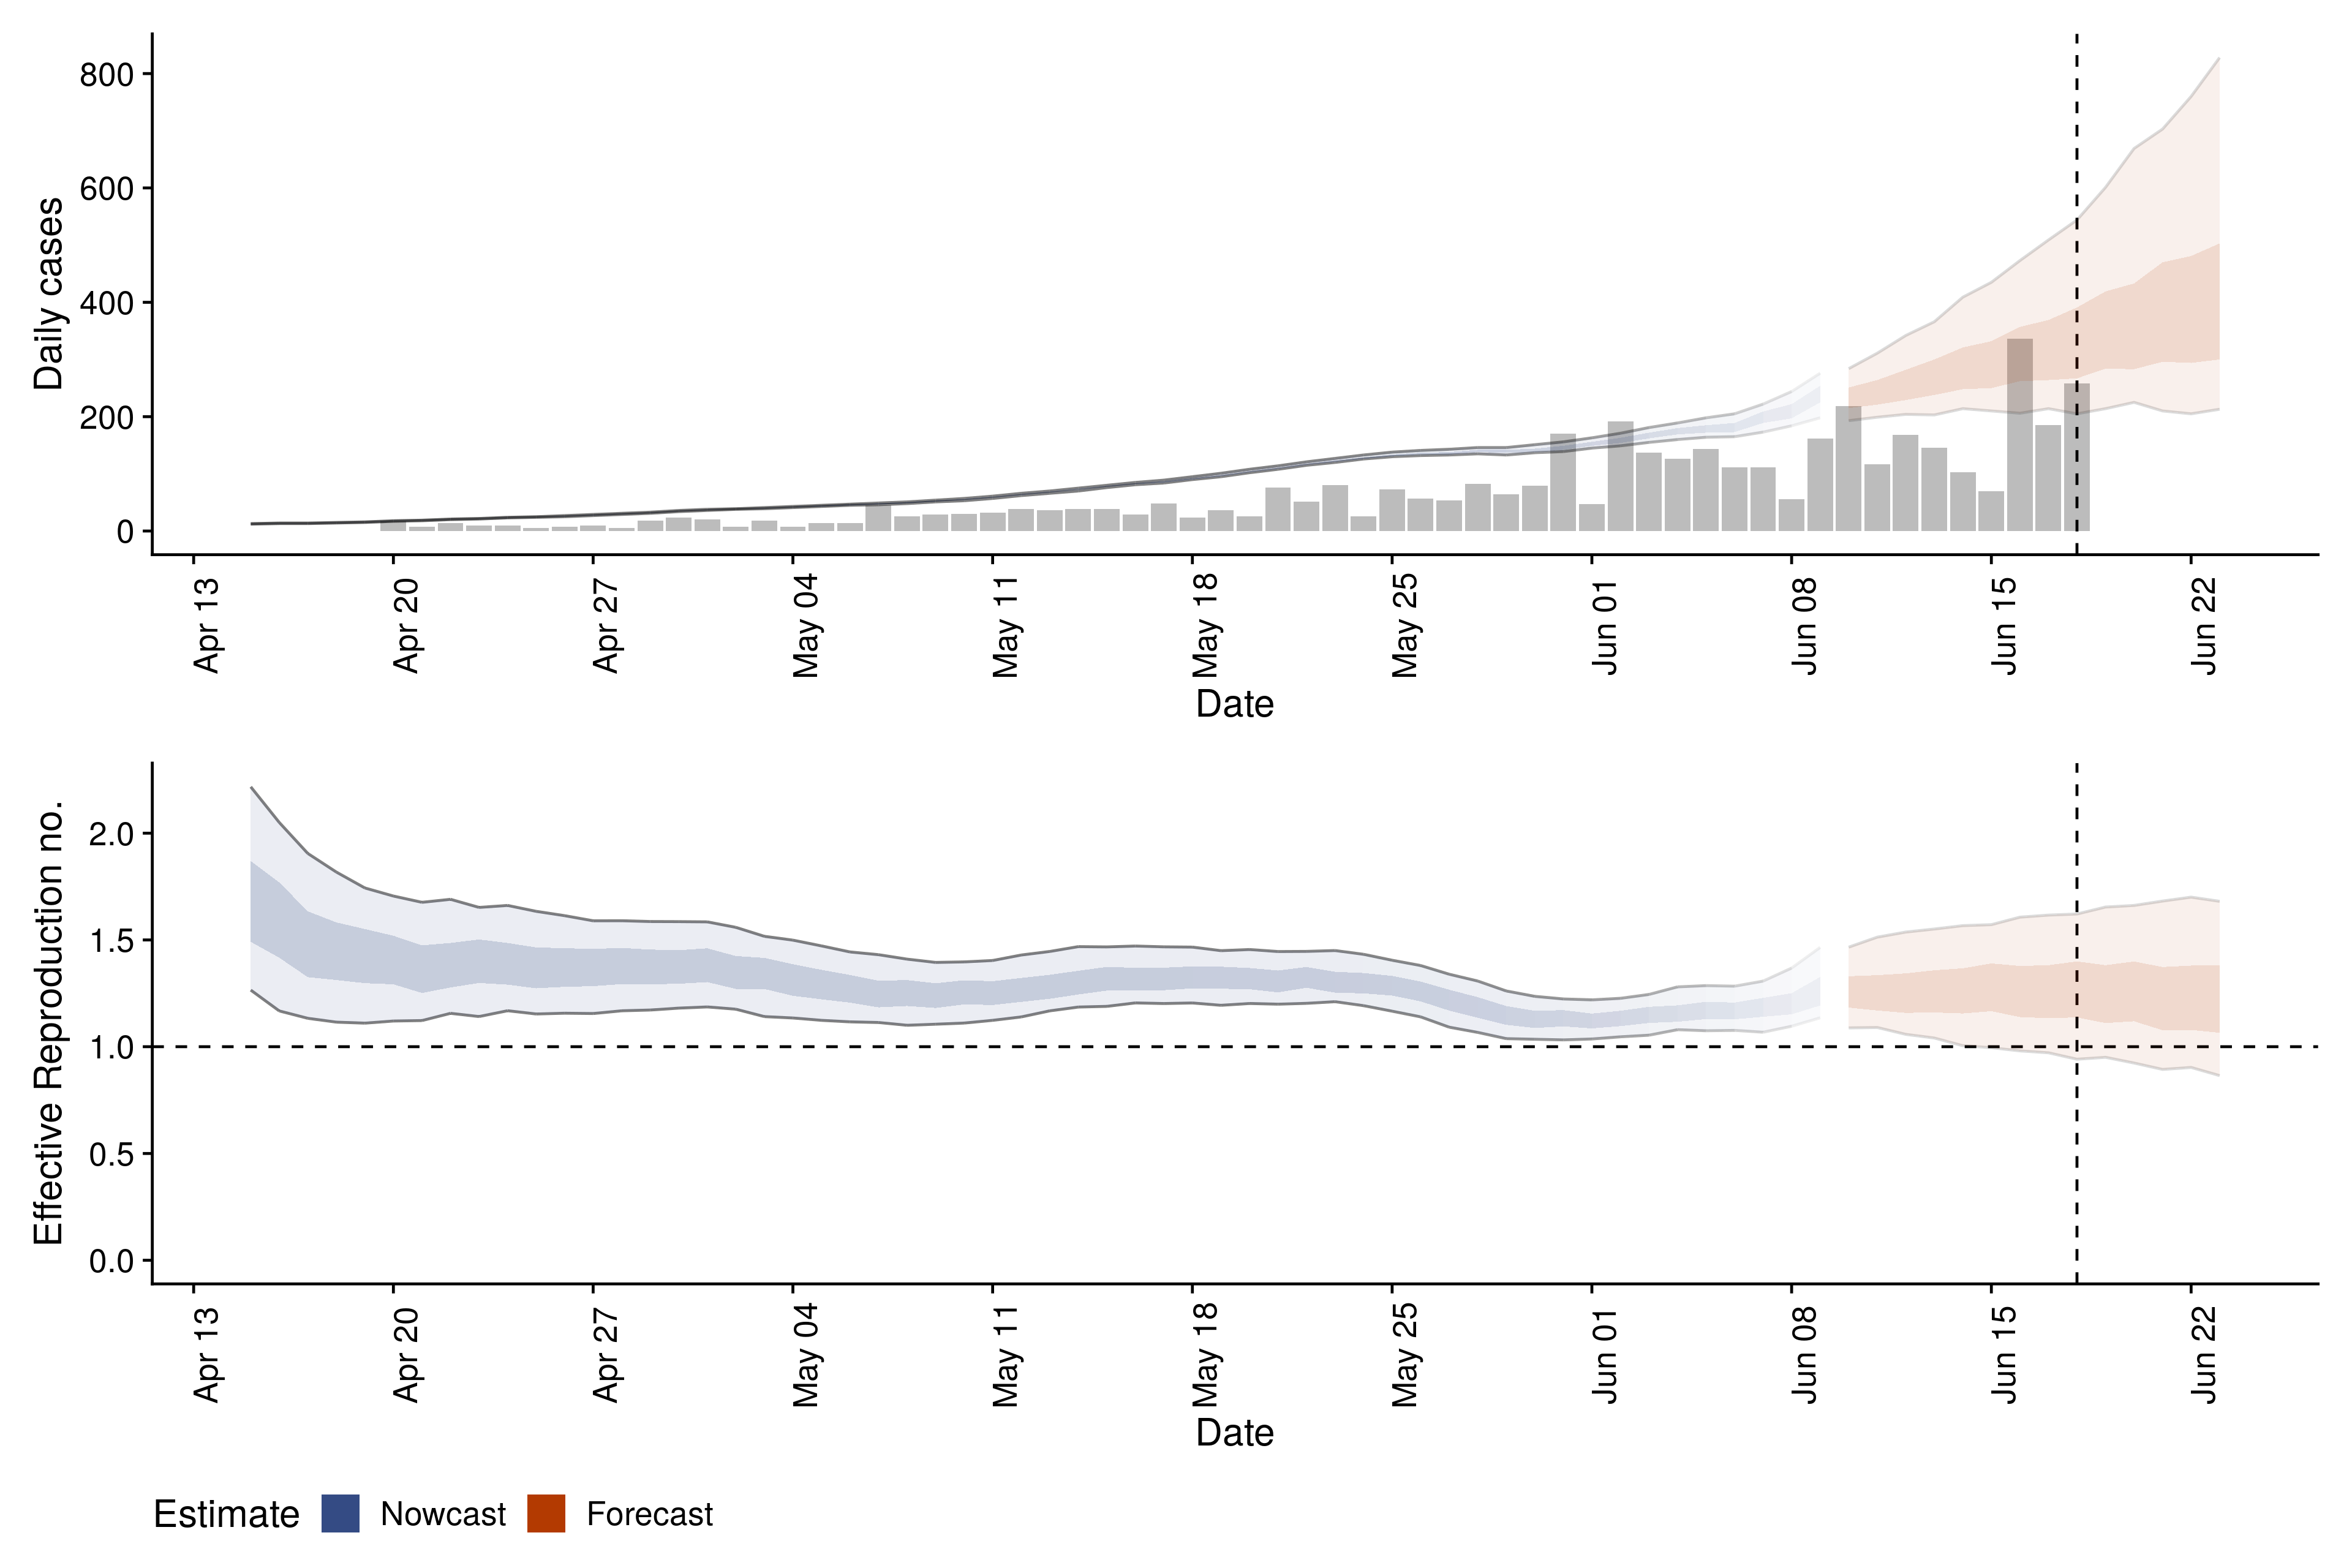 Daily cases
800
600
400
200
0
Apr 13
Apr 20
Apr 27
May 04
May 11
May 18
May 25
Jun 01
Jun 08
Jun 15
Jun 22
Date
Effective Reproduction no.
2.0
1.5
1.0
0.5
0.0
Apr 13
Apr 20
Apr 27
May 04
May 11
May 18
May 25
Jun 01
Jun 08
Jun 15
Jun 22
Date
Estimate Nowcast Forecast